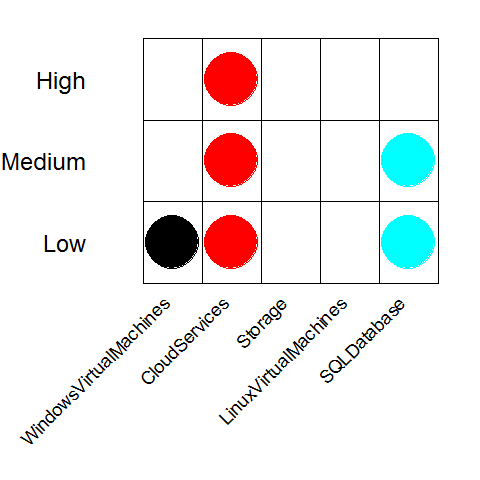 High
Medium
Low
WindowsVirtualMachines
CloudServices
Storage
LinuxVirtualMachines
SQLDatabase